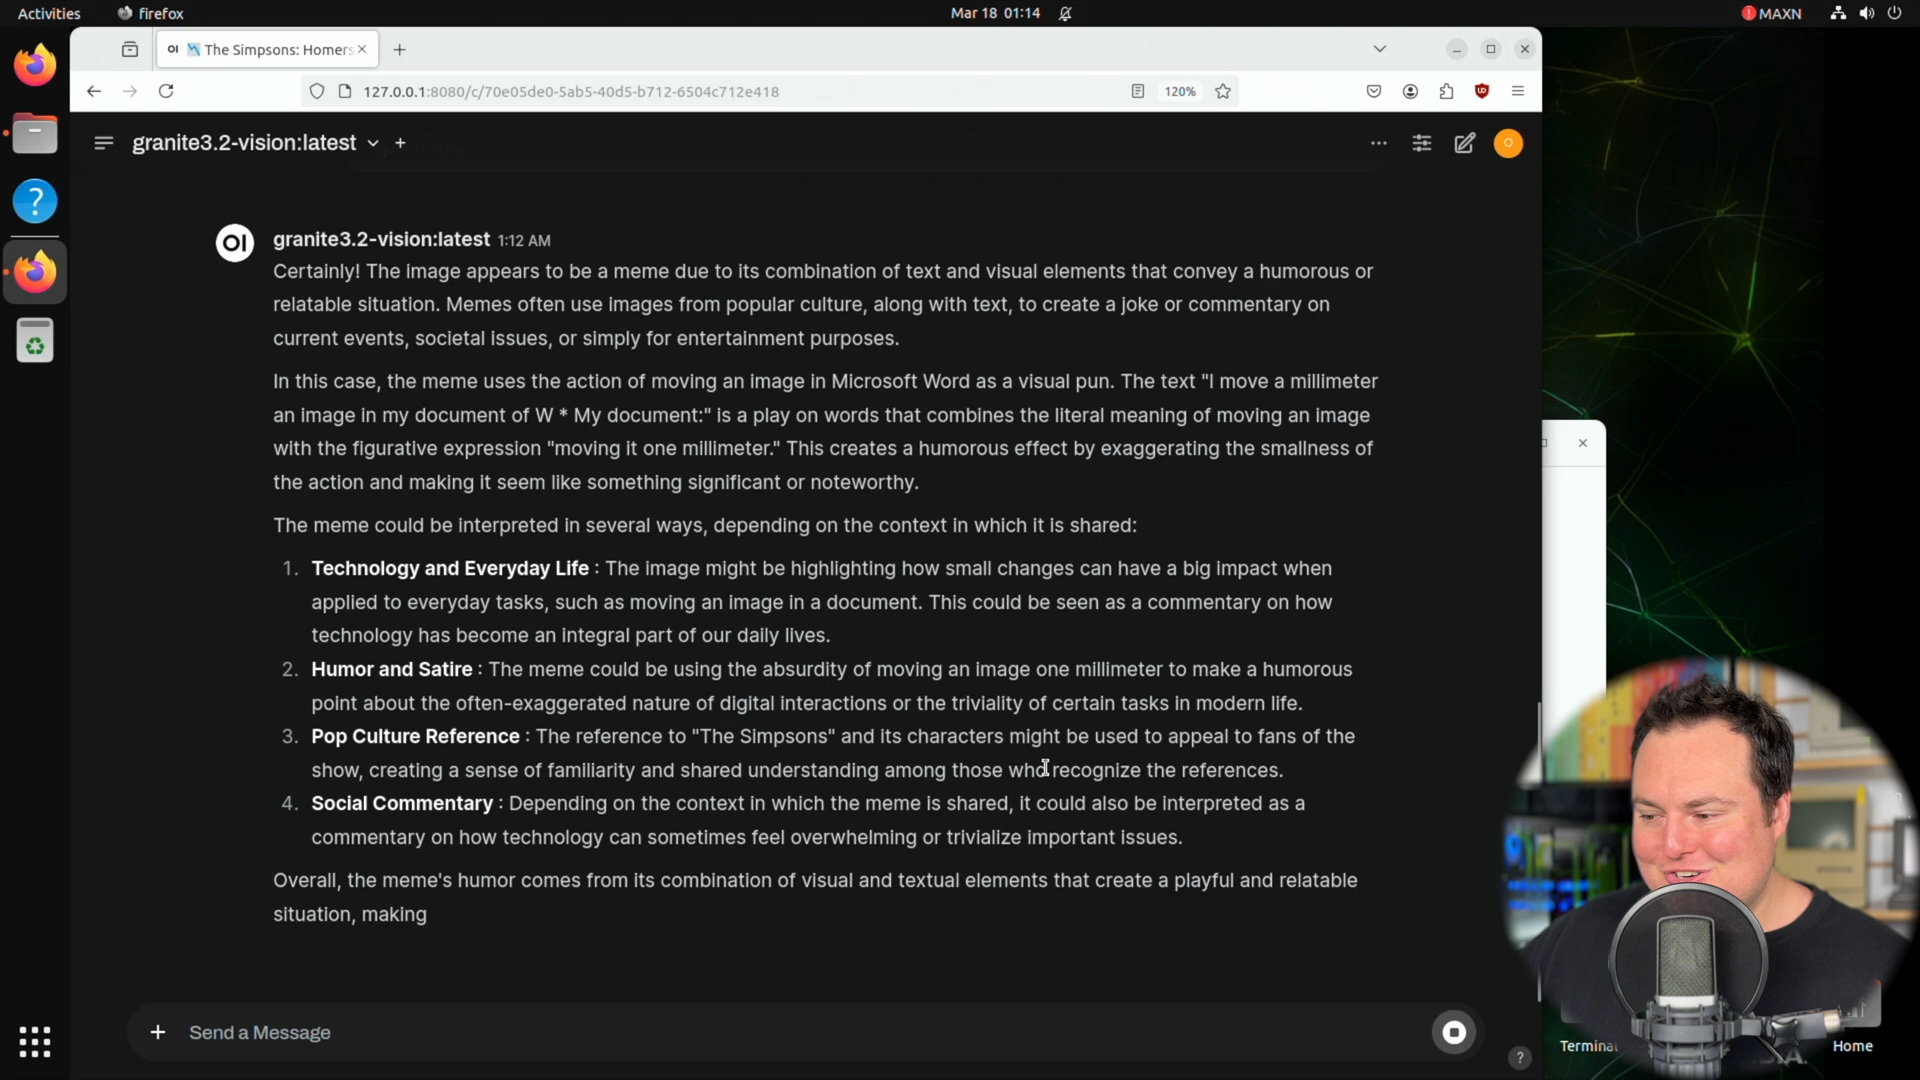 Activities
firefox
Mar 18 01:14
MAXN
OI
The Simpsons: Homers
127.0.0.1:8080/c/70e05de0-5ab5-40d5-b712-6504c712e418
120%
granite3.2-vision:latest
O
OI
granite3.2-vision:latest 1:12 AM
Certainly! The image appears to be a meme due to its combination of text and visual elements that convey a humorous or
relatable situation. Memes often use images from popular culture, along with text, to create a joke or commentary on
current events, societal issues, or simply for entertainment purposes.
In this case, the meme uses the action of moving an image in Microsoft Word as a visual pun. The text "I move a millimeter
an image in my document of W * My document:" is a play on words that combines the literal meaning of moving an image
with the figurative expression "moving it one millimeter." This creates a humorous effect by exaggerating the smallness of
the action and making it seem like something significant or noteworthy.
The meme could be interpreted in several ways, depending on the context in which it is shared:
1. Technology and Everyday Life : The image might be highlighting how small changes can have a big impact when
applied to everyday tasks, such as moving an image in a document. This could be seen as a commentary on how
technology has become an integral part of our daily lives.
2. Humor and Satire : The meme could be using the absurdity of moving an image one millimeter to make a humorous
point about the often-exaggerated nature of digital interactions or the triviality of certain tasks in modern life.
3. Pop Culture Reference : The reference to "The Simpsons" and its characters might be used to appeal to fans of the
show, creating a sense of familiarity and shared understanding among those who recognize the references.
4. Social Commentary : Depending on the context in which the meme is shared, it could also be interpreted as a
commentary on how technology can sometimes feel overwhelming or trivialize important issues.
Overall, the meme's humor comes from its combination of visual and textual elements that create a playful and relatable
situation, making
Send a Message
?
Terminal
Home